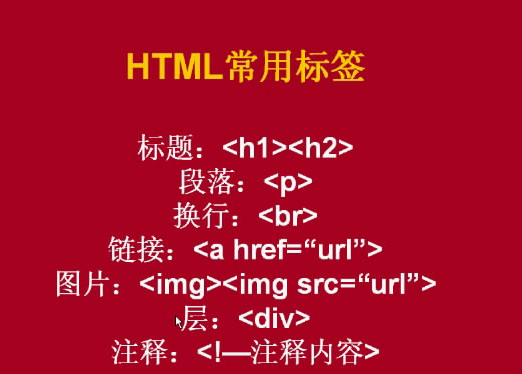 HTML常用标签
标题：<h1><h2>
段落：<p>
换行：<br>
链接：<a href=“url”>
图片：<img><img src=“url”>
层：<div>
注释：<!—注释内容>